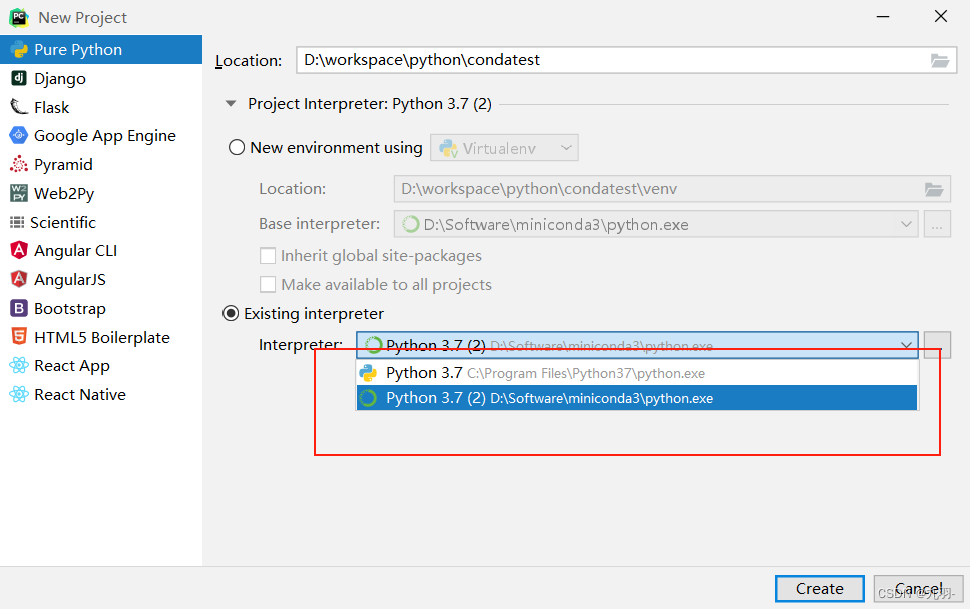 New Project
Pure Python
Django
Flask
Google App Engine
Pyramid
Web2Py
Scientific
Angular CLI
AngularJS
Bootstrap
HTML5 Boilerplate
React App
React Native
Location: D:\workspace\python\condatest
Project Interpreter: Python 3.7 (2)
New environment using Virtualenv
Location: D:\workspace\python\condatest\venv
Base interpreter: D:\Software\miniconda3\python.exe ...
Inherit global site-packages
Make available to all projects
Existing interpreter
Interpreter: Python 3.7 (2) D:\Software\miniconda3\python.exe
Python 3.7 C:\Program Files\Python37\python.exe
Python 3.7 (2) D:\Software\miniconda3\python.exe
Create Cancel
CSDN